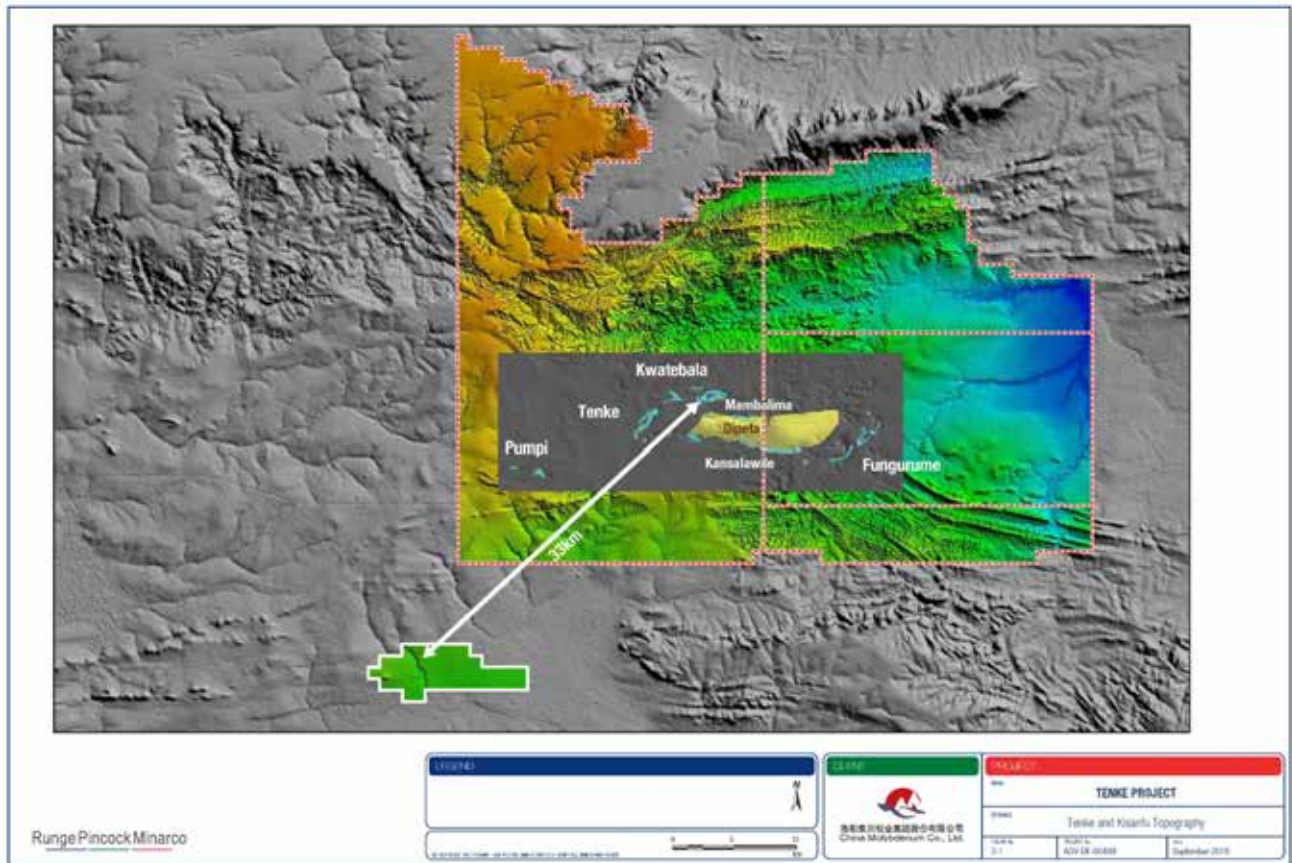 Kwatebala
Tenke
Mambalima
Dipeta
Pumpi
Kansalawile
Fungurume
33km
LEGEND
N
CLIENT
China Molybdenum Co., Ltd.
PROJECT
TENKE PROJECT
Tenke and Kisanfu Topography
Runge Pincock Minarco